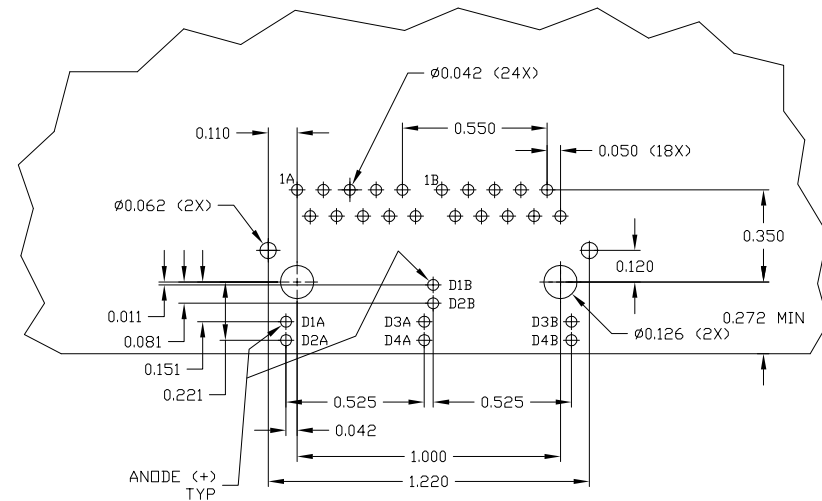 Ø0.042 (24X)
0.110
0.550
0.050 (18X)
1A
1B
Ø0.062 (2X)
0.350
0.120
D1B
0.011
D2B
0.272 MIN
0.081
D1A
D3A
D3B
Ø0.126 (2X)
D2A
D4A
D4B
0.151
0.221
0.525
0.525
0.042
1.000
ANODE (+)
TYP
1.220